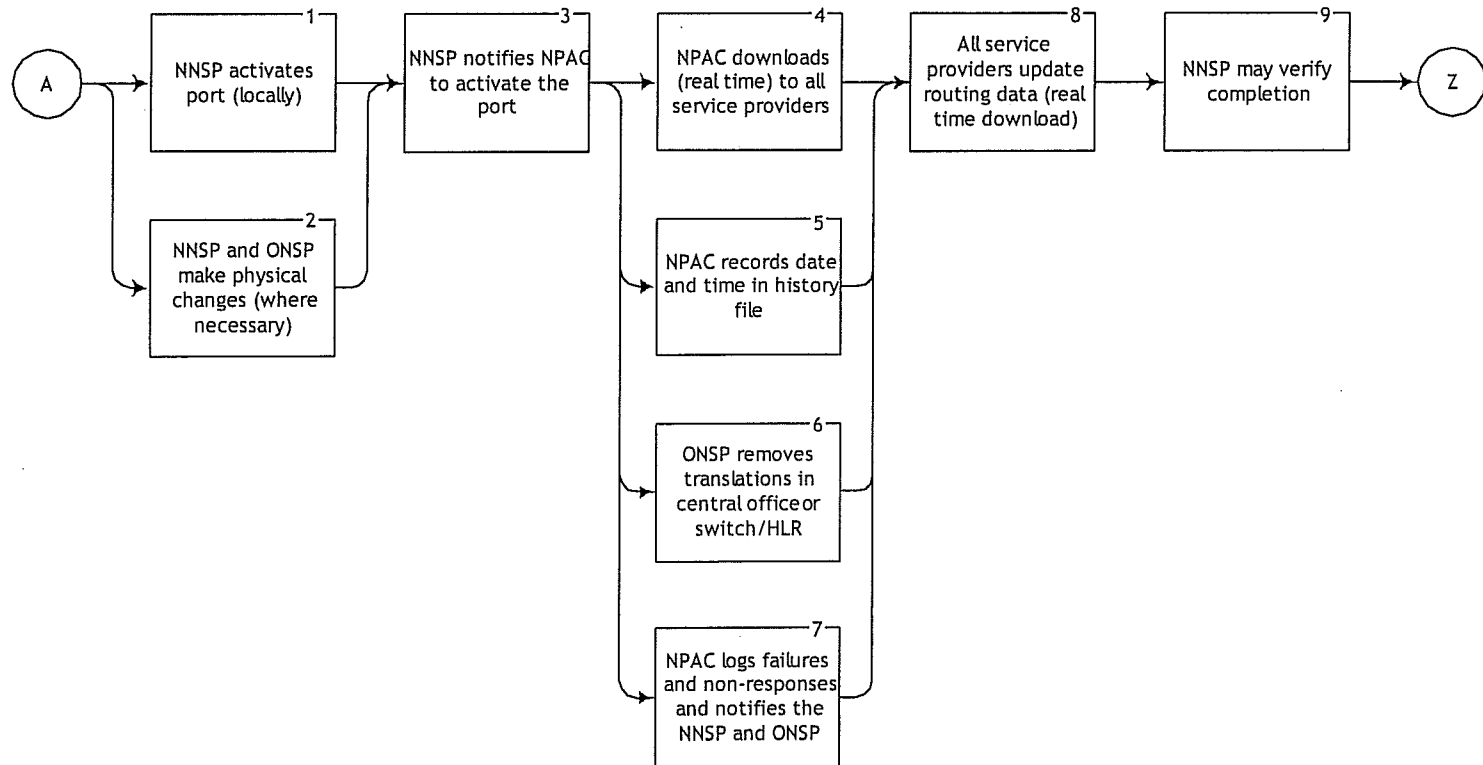 A
1
NNSP activates
port (locally)
2
NNSP and ONSP
make physical
changes (where
necessary)
3
NNSP notifies NPAC
to activate the
port
4
NPAC downloads
(real time) to all
service providers
5
NPAC records date
and time in history
file
6
ONSP removes
translations in
central office or
switch/HLR
7
NPAC logs failures
and non-responses
and notifies the
NNSP and ONSP
8
All service
providers update
routing data (real
time download)
9
NNSP may verify
completion
Z